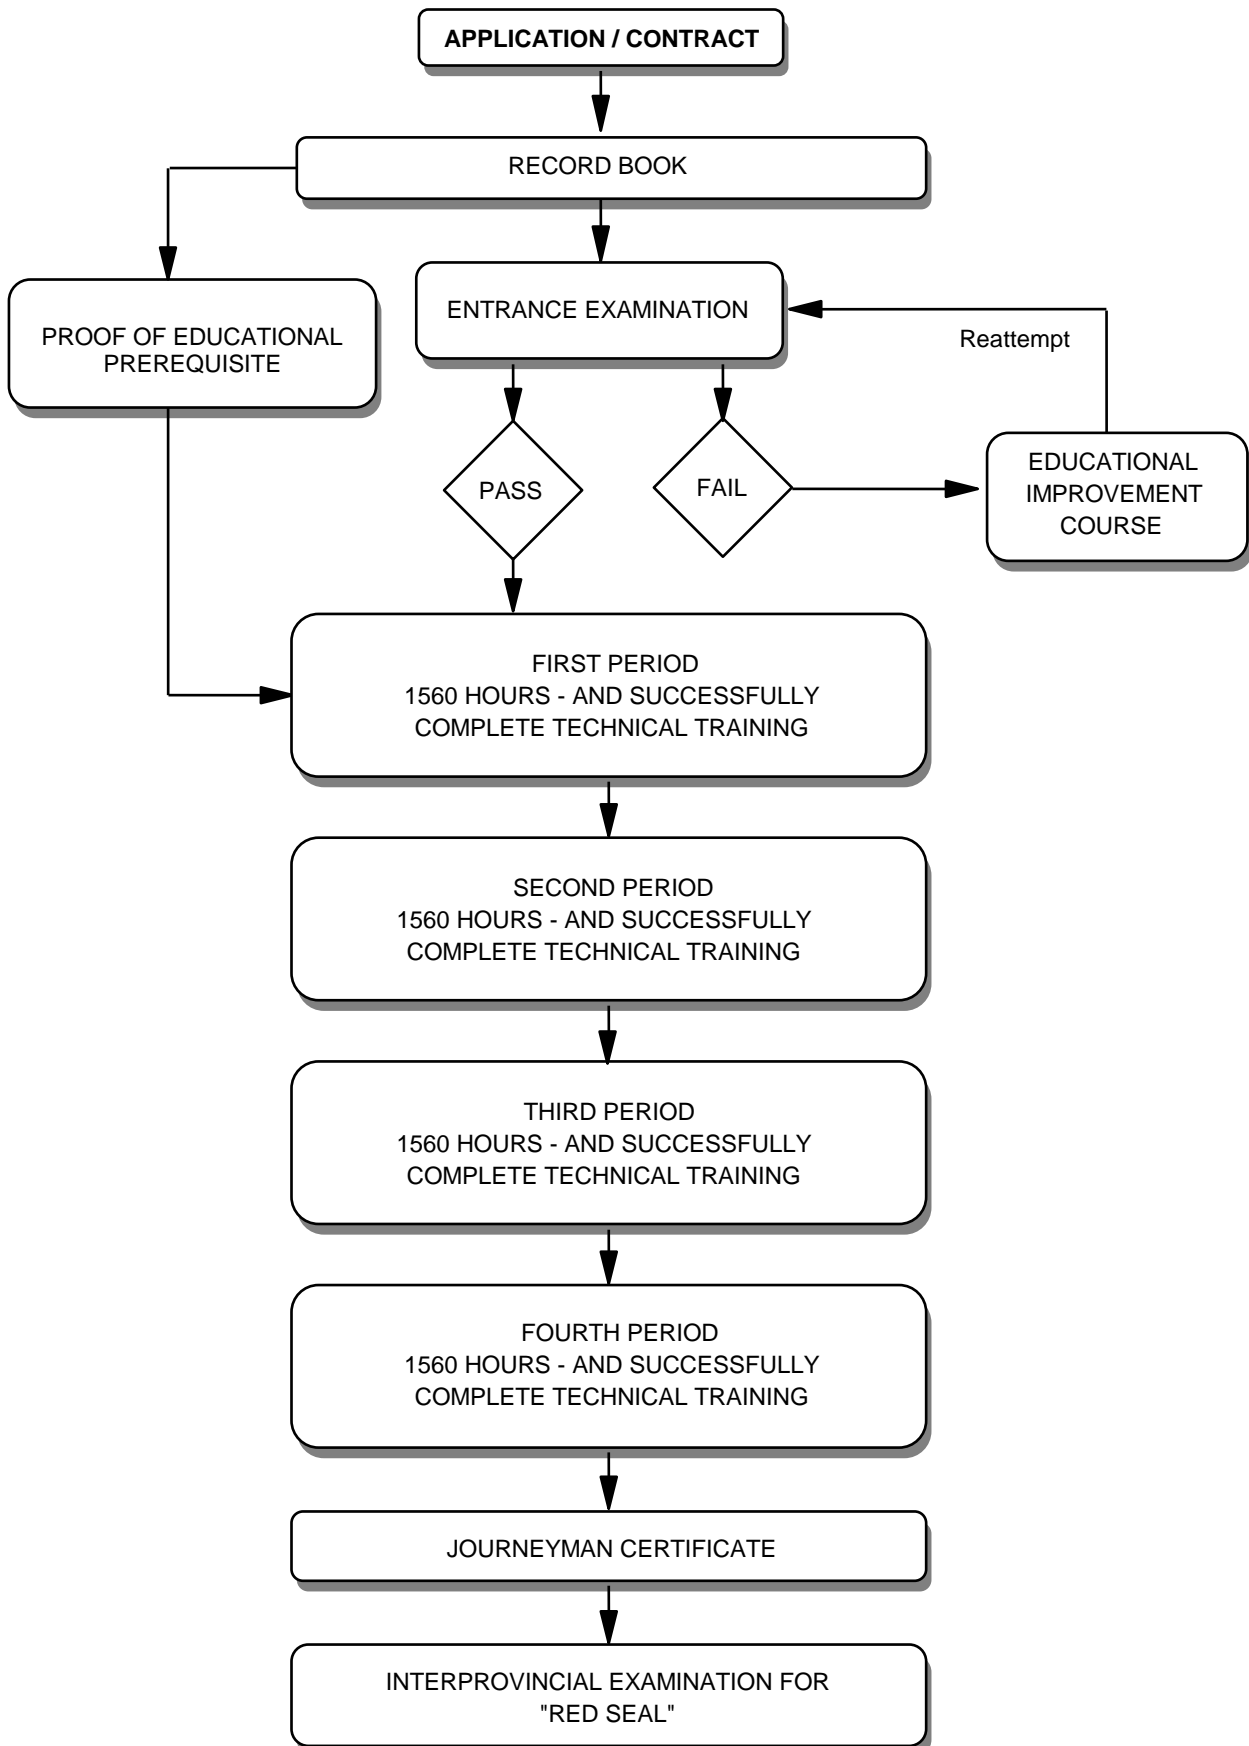 APPLICATION / CONTRACT
RECORD BOOK
PROOF OF EDUCATIONAL
PREREQUISITE
ENTRANCE EXAMINATION
Reattempt
PASS
FAIL
EDUCATIONAL
IMPROVEMENT
COURSE
FIRST PERIOD
1560 HOURS - AND SUCCESSFULLY
COMPLETE TECHNICAL TRAINING
SECOND PERIOD
1560 HOURS - AND SUCCESSFULLY
COMPLETE TECHNICAL TRAINING
THIRD PERIOD
1560 HOURS - AND SUCCESSFULLY
COMPLETE TECHNICAL TRAINING
FOURTH PERIOD
1560 HOURS - AND SUCCESSFULLY
COMPLETE TECHNICAL TRAINING
JOURNEYMAN CERTIFICATE
INTERPROVINCIAL EXAMINATION FOR
"RED SEAL"